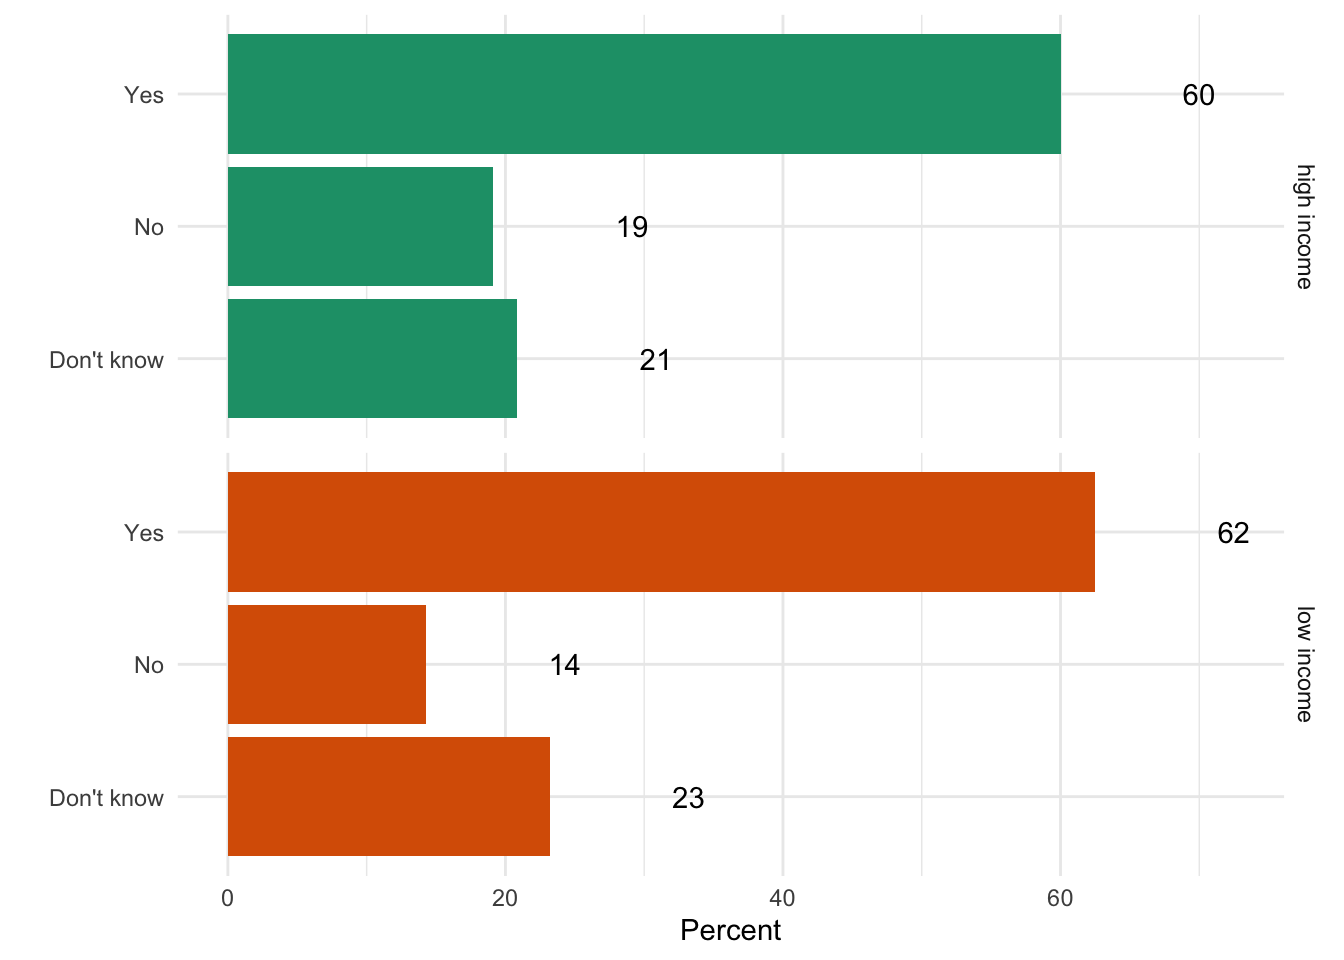 Yes
60
No
19
Don't know
21
high income
Yes
62
No
14
Don't know
23
low income
0 20 40 60
Percent